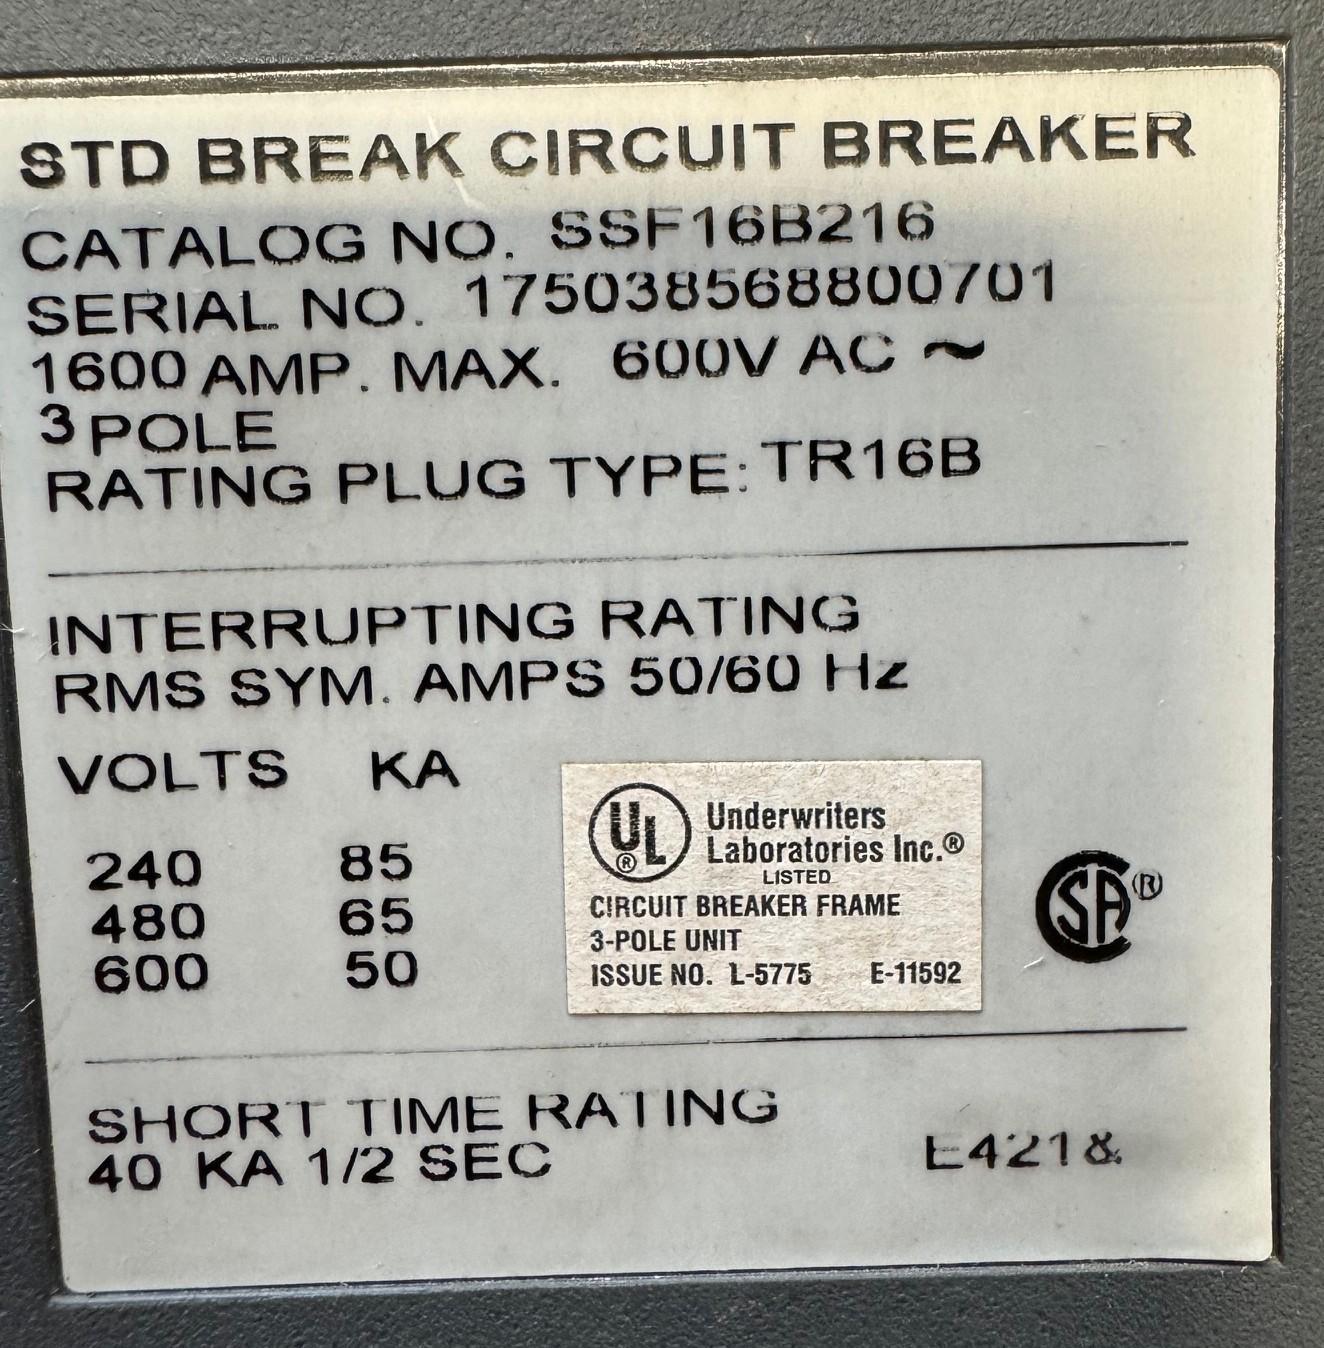 STD BREAK CIRCUIT BREAKER
CATALOG NO. SSF16B216
SERIAL NO. 175038568800701
1600 AMP. MAX. 600V AC ~
3 POLE
RATING PLUG TYPE: TR16B
INTERRUPTING RATING
RMS SYM. AMPS 50/60 Hz
VOLTS KA
240 85
480 65
600 50
UL ®
Underwriters
Laboratories Inc.®
LISTED
CIRCUIT BREAKER FRAME
3-POLE UNIT
ISSUE NO. L-5775 E-11592
SA ®
SHORT TIME RATING
40 KA 1/2 SEC
E4218